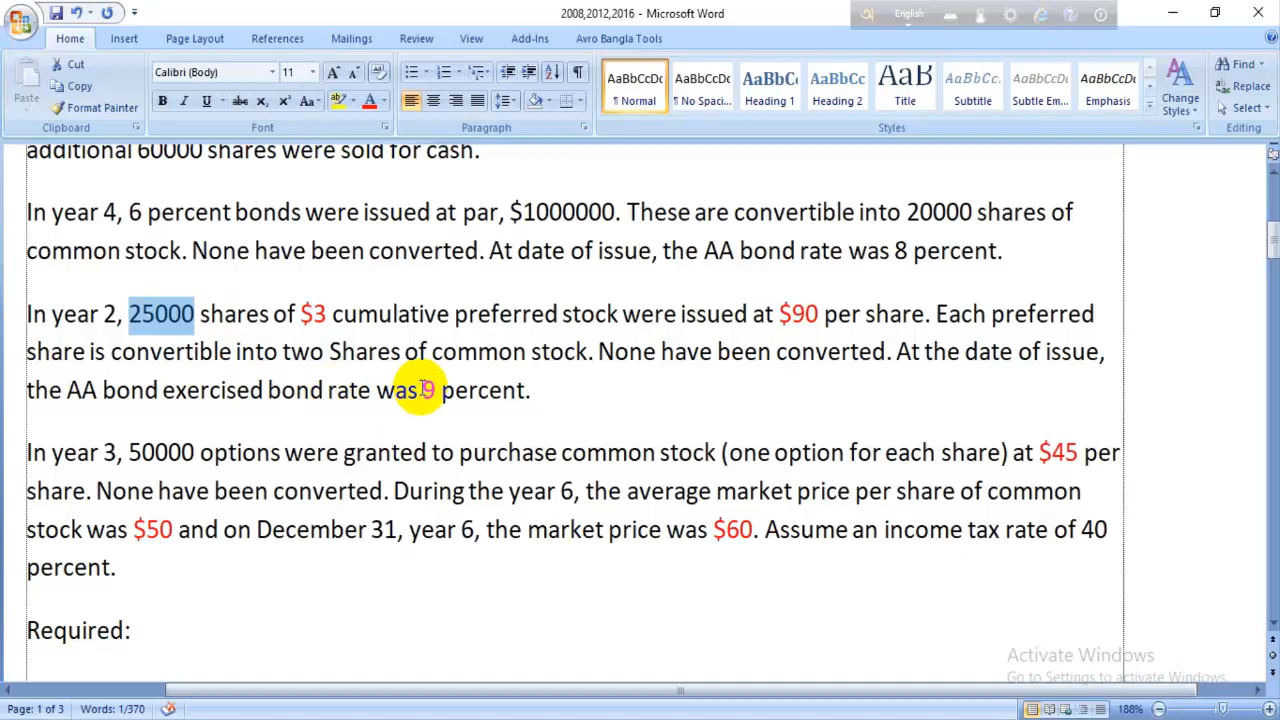 2008,2012,2016 - Microsoft Word
English
Home Insert Page Layout References Mailings Review View Add-Ins Avro Bangla Tools
Paste
Cut
Copy
Format Painter
Clipboard
Calibri (Body) 11
Font
Paragraph
AaBbCcDc AaBbCcDc AaBbCc AaBbCc AaB AaBbCc. AaBbCcDc AaBbCcDc
¶ Normal ¶ No Spaci... Heading 1 Heading 2 Title Subtitle Subtle Em... Emphasis
Change Styles
Styles
Find
Replace
Select
Editing
additional 60000 shares were sold for cash.
In year 4, 6 percent bonds were issued at par, $1000000. These are convertible into 20000 shares of
common stock. None have been converted. At date of issue, the AA bond rate was 8 percent.
In year 2, 25000 shares of $3 cumulative preferred stock were issued at $90 per share. Each preferred
share is convertible into two Shares of common stock. None have been converted. At the date of issue,
the AA bond exercised bond rate was 9 percent.
In year 3, 50000 options were granted to purchase common stock (one option for each share) at $45 per
share. None have been converted. During the year 6, the average market price per share of common
stock was $50 and on December 31, year 6, the market price was $60. Assume an income tax rate of 40
percent.
Required:
Activate Windows
Go to Settings to activate Windows.
Page: 1 of 3 Words: 1/370 188%